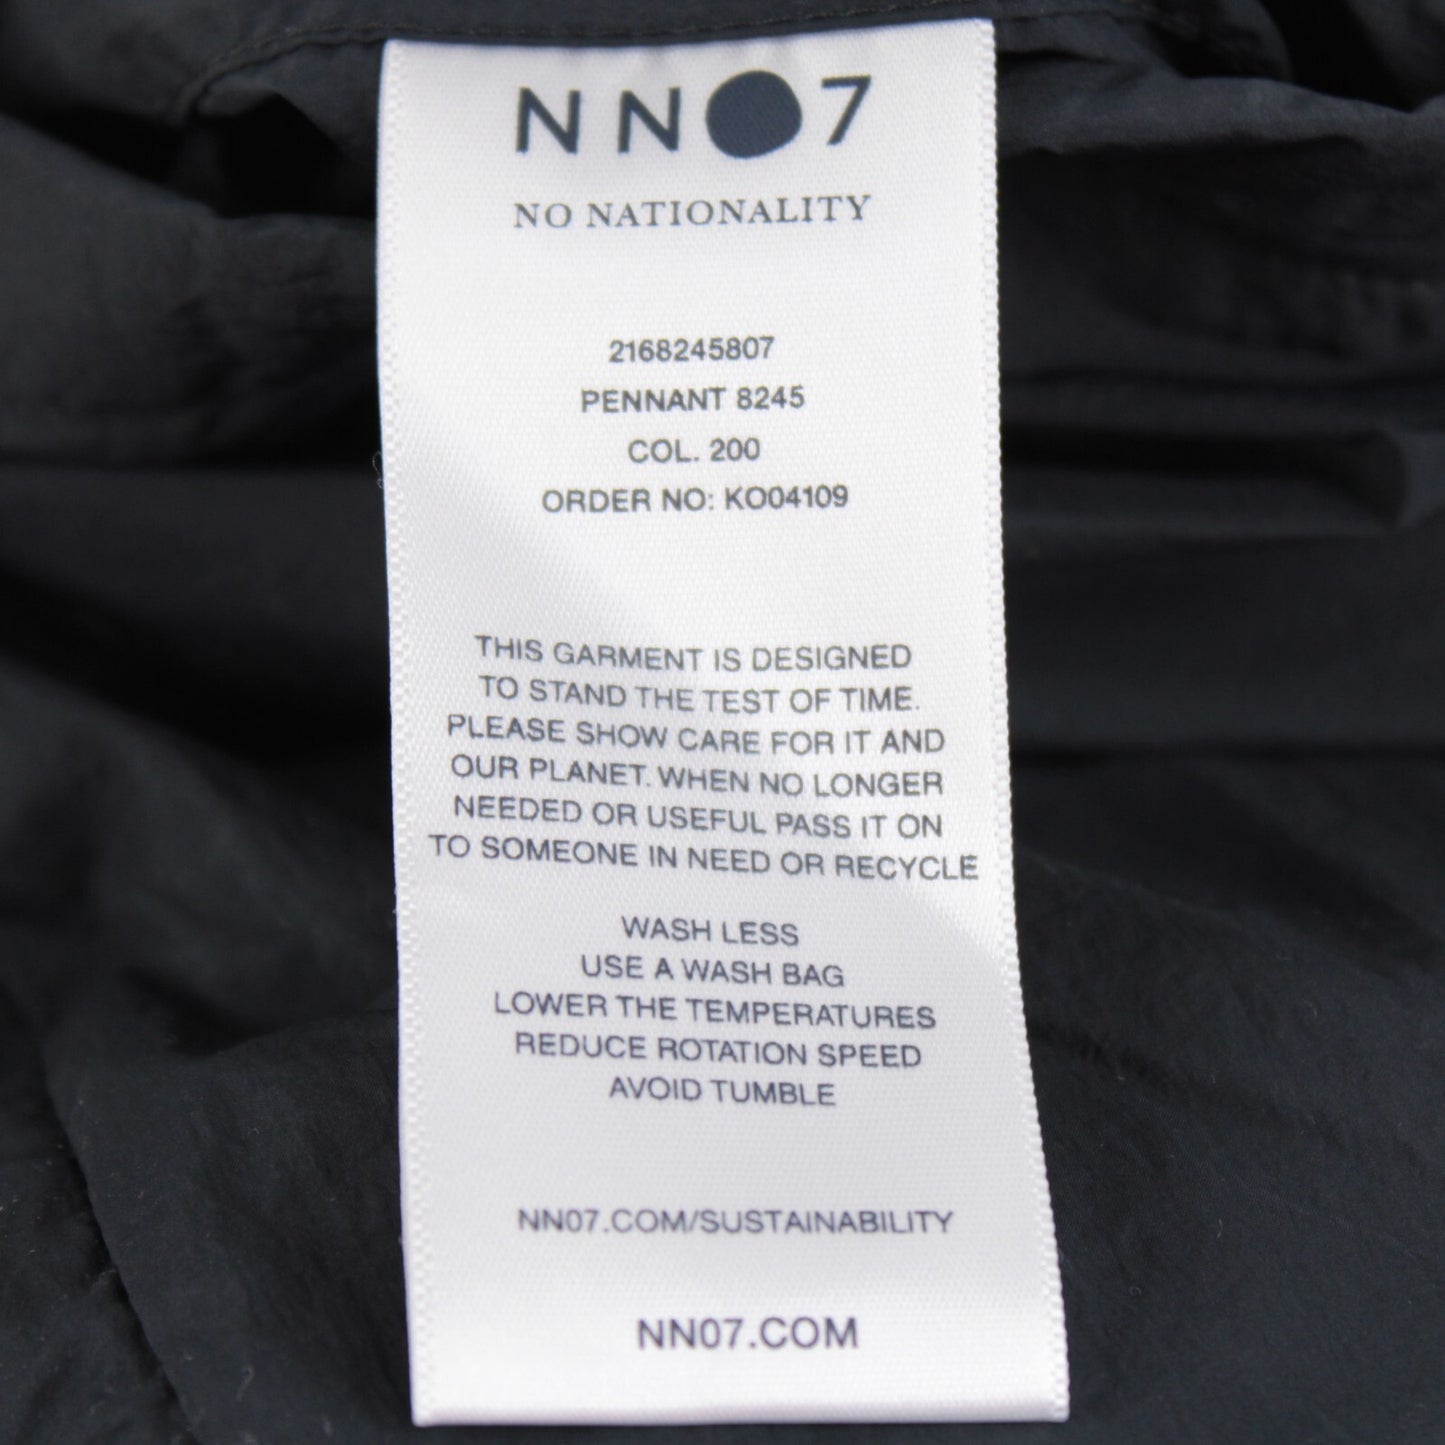 NN●7
NO NATIONALITY
2168245807
PENNANT 8245
COL. 200
ORDER NO: KO04109
THIS GARMENT IS DESIGNED
TO STAND THE TEST OF TIME.
PLEASE SHOW CARE FOR IT AND
OUR PLANET. WHEN NO LONGER
NEEDED OR USEFUL PASS IT ON
TO SOMEONE IN NEED OR RECYCLE
WASH LESS
USE A WASH BAG
LOWER THE TEMPERATURES
REDUCE ROTATION SPEED
AVOID TUMBLE
NN07.COM/SUSTAINABILITY
NN07.COM